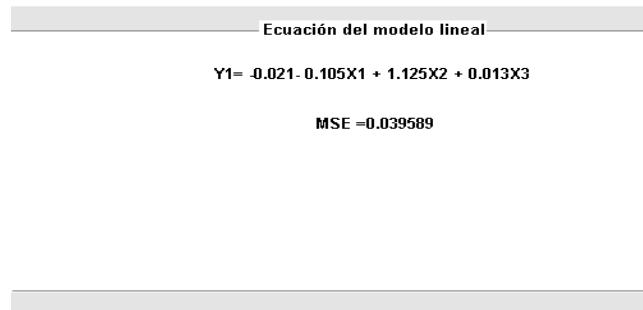 Ecuación del modelo lineal
Y1= -0.021- 0.105X1 + 1.125X2 + 0.013X3
MSE =0.039589